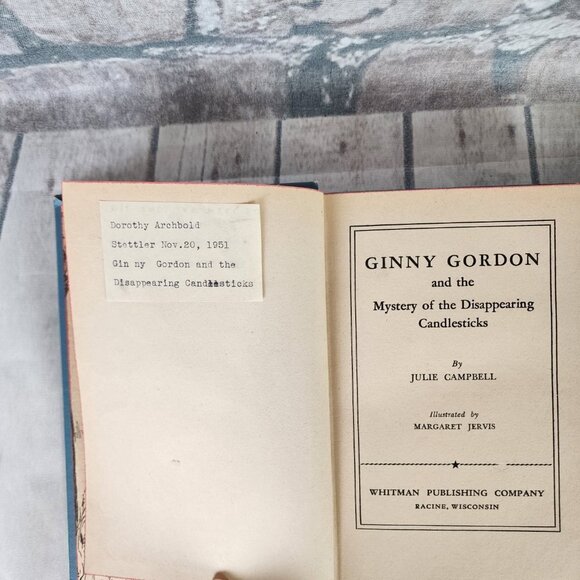 Dorothy Archbold
Stettler Nov.20, 1951
Gin ny Gordon and the
Disappearing Candlesticks
GINNY GORDON
and the
Mystery of the Disappearing
Candlesticks
By
JULIE CAMPBELL
Illustrated by
MARGARET JERVIS
WHITMAN PUBLISHING COMPANY
RACINE, WISCONSIN